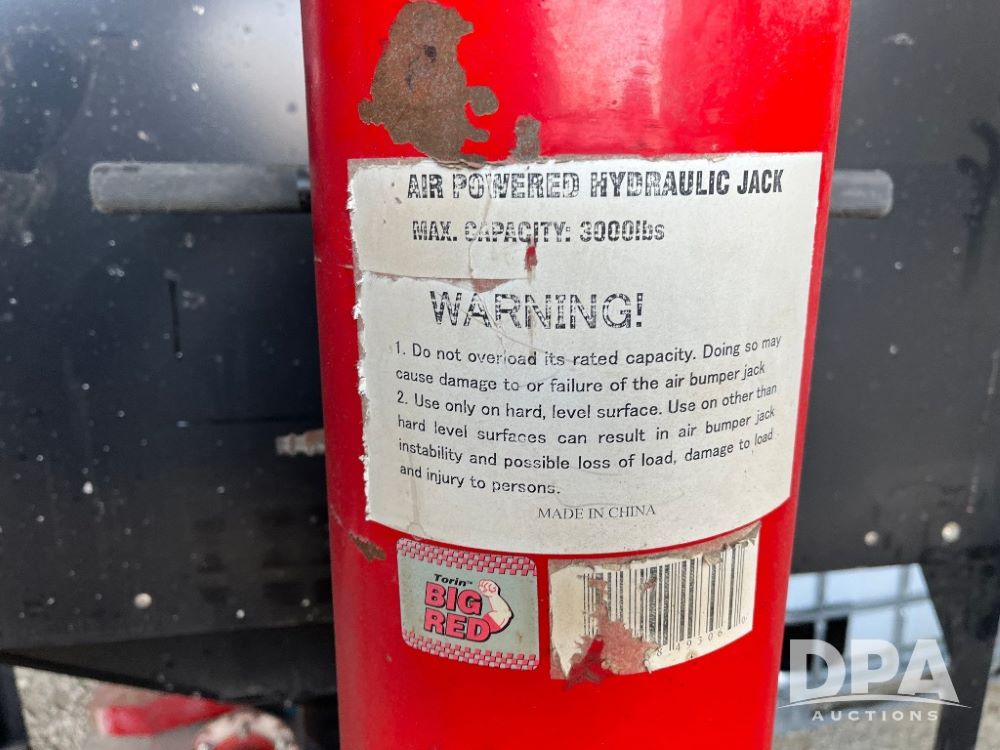 AIR POWERED HYDRAULIC JACK
MAX. CAPACITY: 3000lbs
WARNING!
1. Do not overload its rated capacity. Doing so may
cause damage to or failure of the air bumper jack
2. Use only on hard, level surface. Use on other than
hard level surfaces can result in air bumper jack
instability and possible loss of load, damage to load
and injury to persons.
MADE IN CHINA
Torin™
BIG
RED
DPA
AUCTIONS